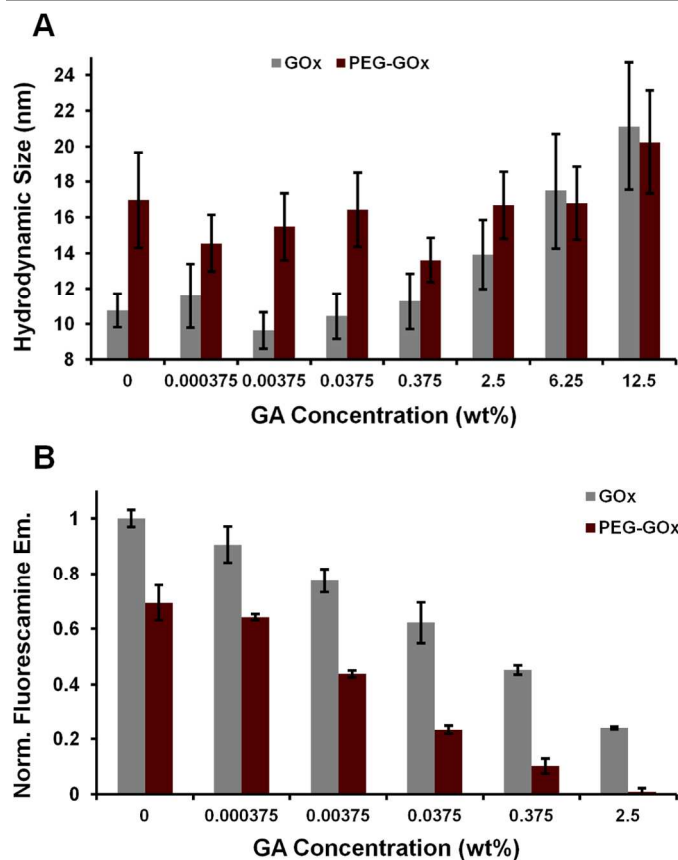 A
GOx PEG-GOx
Hydrodynamic Size (nm)
24
22
20
18
16
14
12
10
8
0 0.000375 0.00375 0.0375 0.375 2.5 6.25 12.5
GA Concentration (wt%)
B
GOx
PEG-GOx
Norm. Fluorescamine Em.
1
0.8
0.6
0.4
0.2
0
0 0.000375 0.00375 0.0375 0.375 2.5
GA Concentration (wt%)